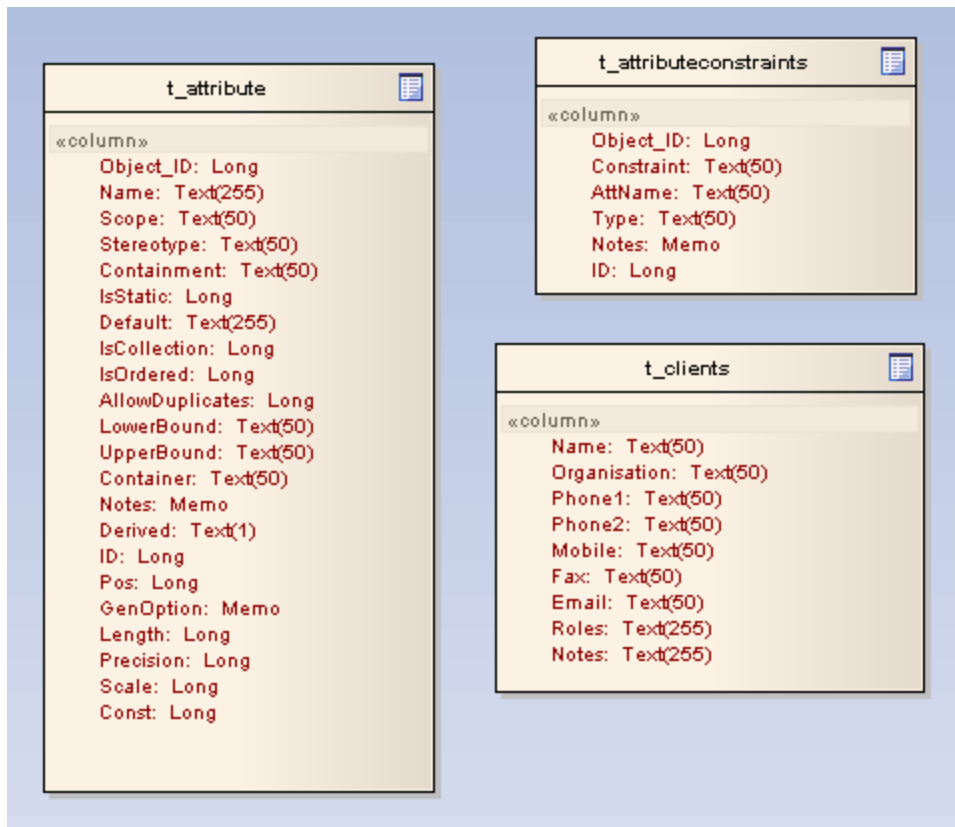 t_attribute
«column»
Object_ID: Long
Name: Text(255)
Scope: Text(50)
Stereotype: Text(50)
Containment: Text(50)
IsStatic: Long
Default: Text(255)
IsCollection: Long
IsOrdered: Long
AllowDuplicates: Long
LowerBound: Text(50)
UpperBound: Text(50)
Container: Text(50)
Notes: Memo
Derived: Text(1)
ID: Long
Pos: Long
GenOption: Memo
Length: Long
Precision: Long
Scale: Long
Const: Long
t_attributeconstraints
«column»
Object_ID: Long
Constraint: Text(50)
AttName: Text(50)
Type: Text(50)
Notes: Memo
ID: Long
t_clients
«column»
Name: Text(50)
Organisation: Text(50)
Phone1: Text(50)
Phone2: Text(50)
Mobile: Text(50)
Fax: Text(50)
Email: Text(50)
Roles: Text(255)
Notes: Text(255)